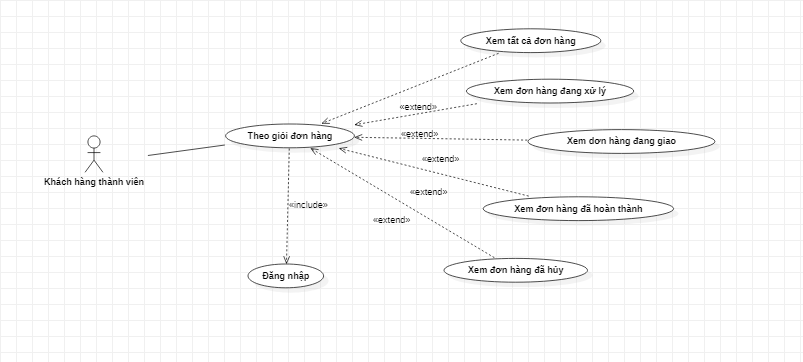 Xem tất cả đơn hàng
Xem đơn hàng đang xử lý
«extend»
Theo giõi đơn hàng
«extend»
Xem dơn hàng đang giao
«extend»
Khách hàng thành viên
«extend»
«include»
Xem đơn hàng đã hoàn thành
«extend»
Đăng nhập
Xem đơn hàng đã hủy